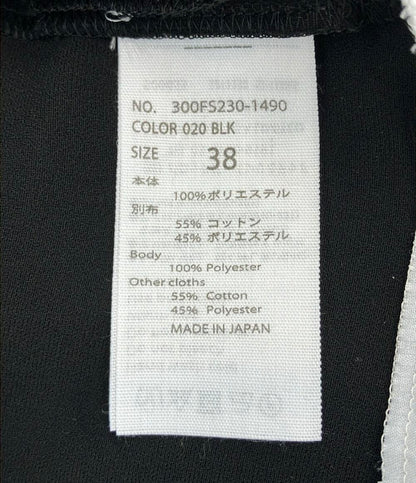 NO. 300FS230-1490
COLOR 020 BLK
SIZE 38
本体
100%ポリエステル
別布
55% コットン
45% ポリエステル
Body
100% Polyester
Other cloths
55% Cotton
45% Polyester
MADE IN JAPAN